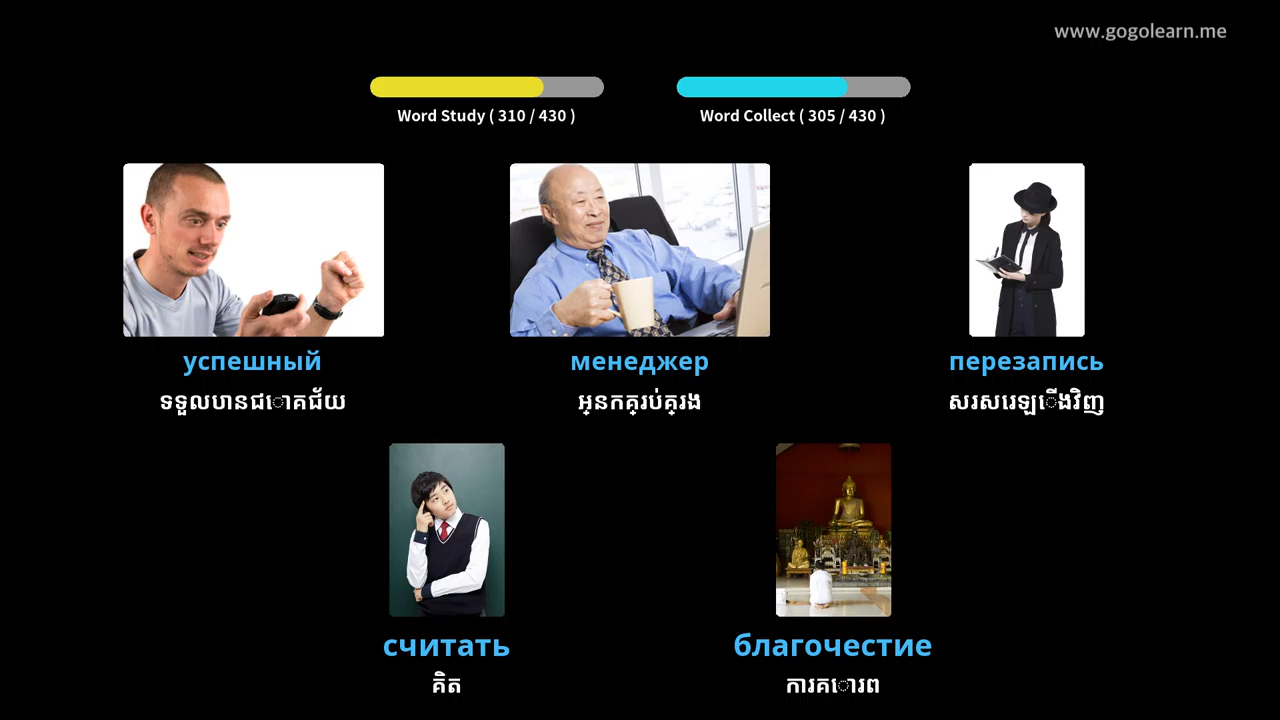 www.gogolearn.me
Word Study ( 310 / 430 )
Word Collect ( 305 / 430 )
успешный
менеджер
перезапись
ទទួលបានជោគជ័យ
អ្នកគ្រប់គ្រង
សរសេរឡើងវិញ
считать
благочестие
គិត
ការគោរព